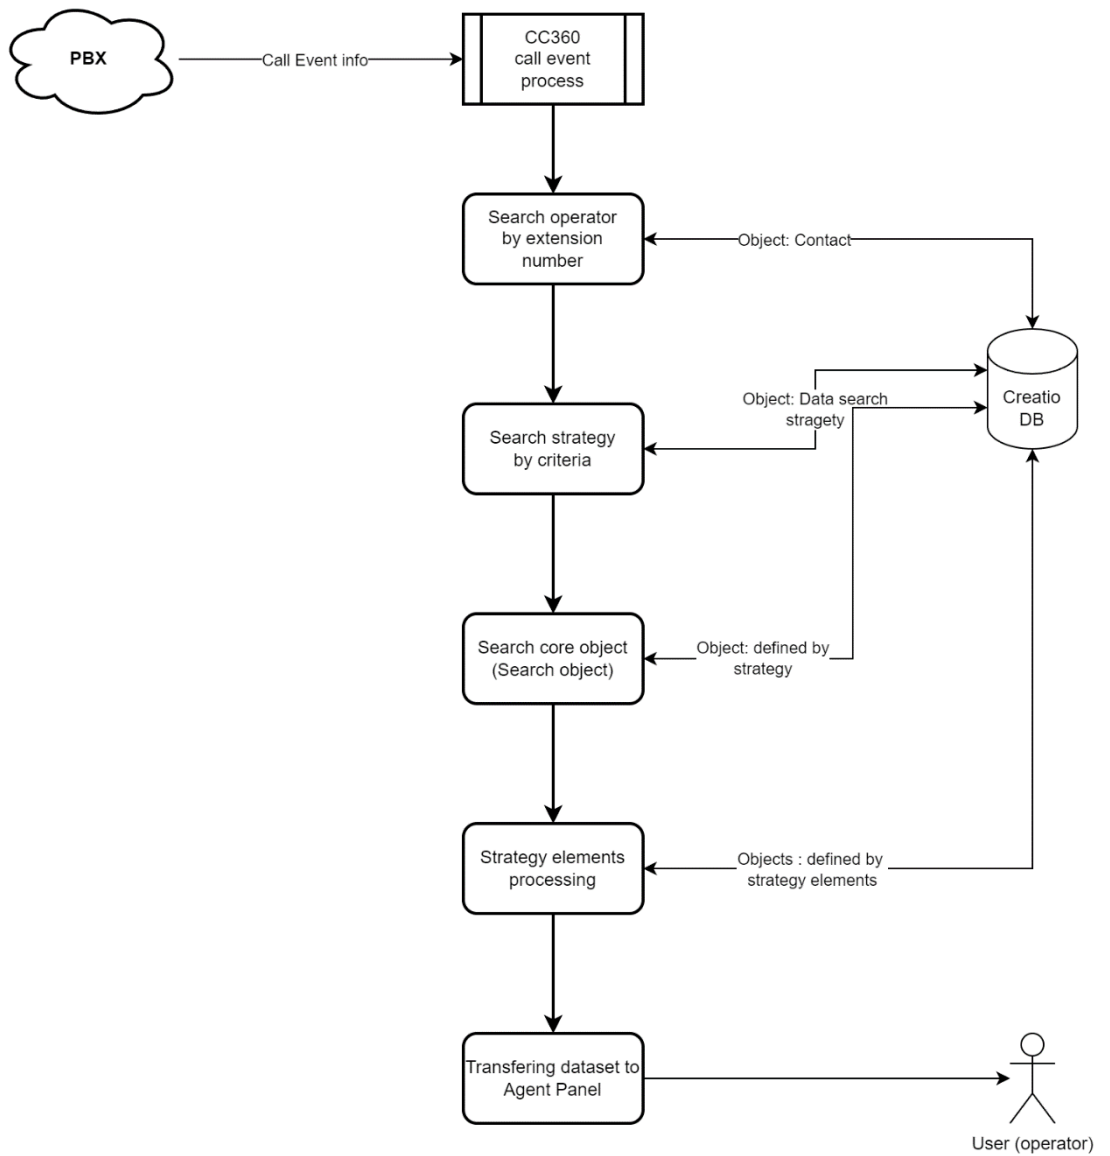 PBX
Call Event info
CC360
call event
process
Search operator
by extension
number
Object: Contact
Creatio
DB
Object: Data search
stragety
Search strategy
by criteria
Search core object
(Search object)
Object: defined by
strategy
Strategy elements
processing
Objects : defined by
strategy elements
Transfering dataset to
Agent Panel
User (operator)